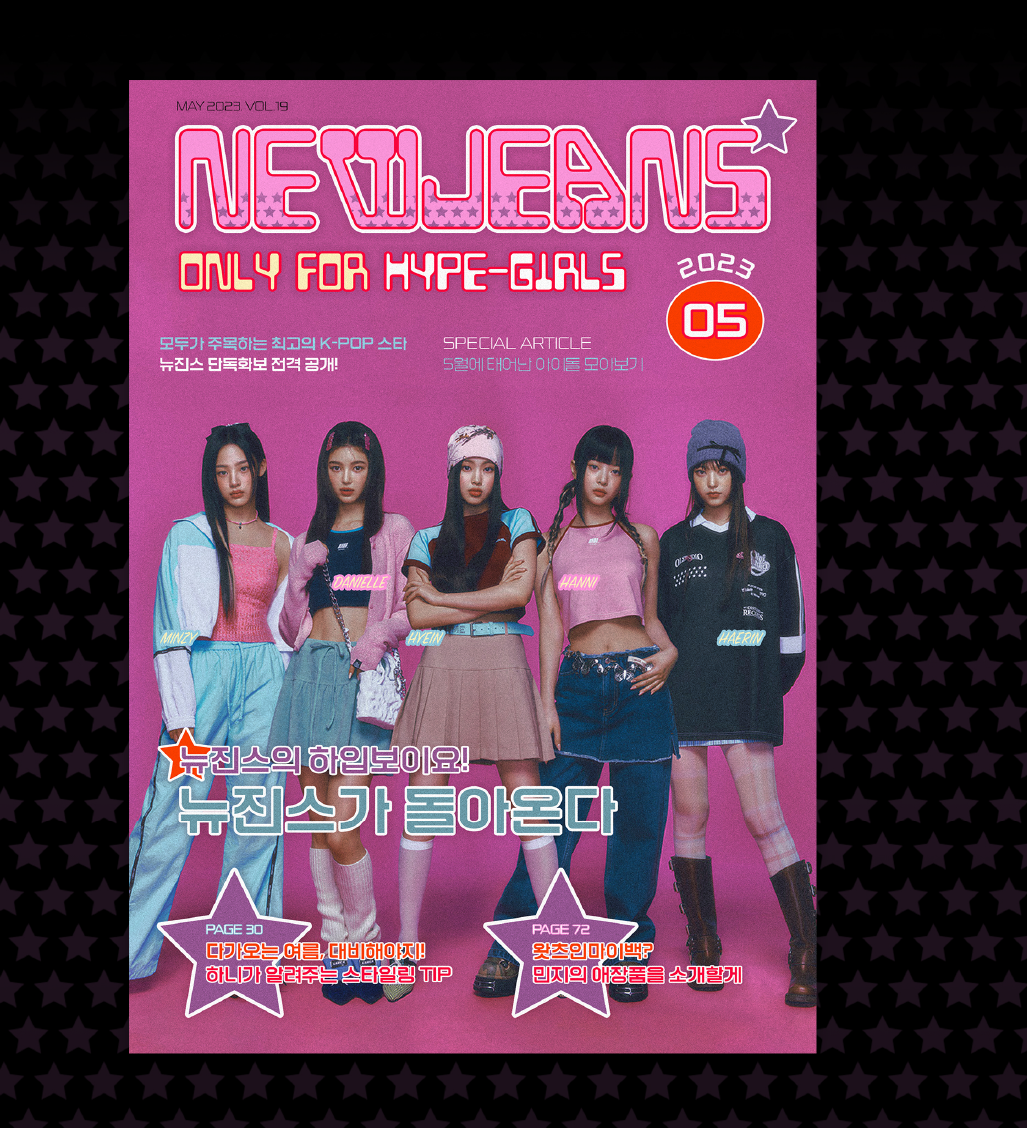 MAY 2023 VOL.19
NEWJEANS
ONLY FOR HYPE-GIRLS
2023
05
모두가 주목하는 최고의 K-POP 스타
뉴진스 단독화보 전격 공개!
SPECIAL ARTICLE
5월에 태어난 아이돌 모아보기
DANIELLE
HANNI
MINZY
HYEIN
HAERIN
뉴진스의 하입보이요!
뉴진스가 돌아온다
PAGE 30
다가오는 여름, 대비해야지!
하니가 알려주는 스타일링 TIP
PAGE 72
왓츠인마이백?
민지의 애장품을 소개할게